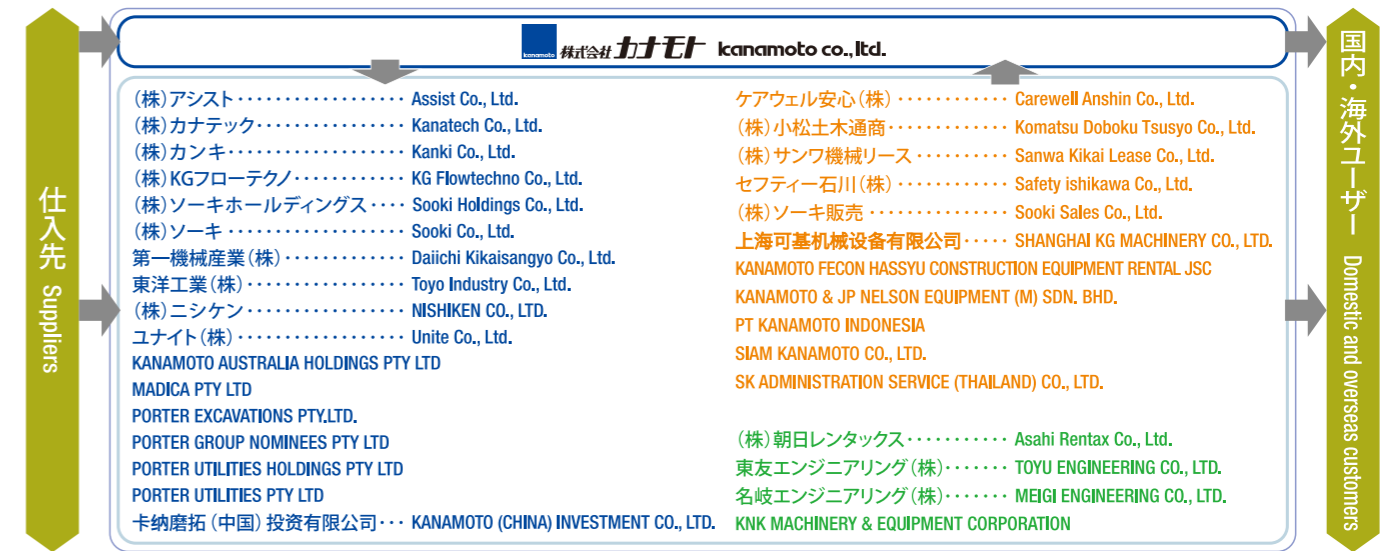 kanamoto 株式会社 カナモト kanamoto co., ltd.
仕入先 Suppliers
(株)アシスト・・・・・・・・・・・・・・・・・・ Assist Co., Ltd.
(株)カナテック・・・・・・・・・・・・・・・・ Kanatech Co., Ltd.
(株)カンキ・・・・・・・・・・・・・・・・・・・ Kanki Co., Ltd.
(株)KGフローテクノ・・・・・・・・・・・・ KG Flowtechno Co., Ltd.
(株)ソーキホールディングス・・・・ Sooki Holdings Co., Ltd.
(株)ソーキ・・・・・・・・・・・・・・・・・・・ Sooki Co., Ltd.
第一機械産業(株)・・・・・・・・・・・・・ Daiichi Kikaisangyo Co., Ltd.
東洋工業(株)・・・・・・・・・・・・・・・・・ Toyo Industry Co., Ltd.
(株)ニシケン・・・・・・・・・・・・・・・・・ NISHIKEN CO., LTD.
ユナイト(株)・・・・・・・・・・・・・・・・・・ Unite Co., Ltd.
KANAMOTO AUSTRALIA HOLDINGS PTY LTD
MADICA PTY LTD
PORTER EXCAVATIONS PTY.LTD.
PORTER GROUP NOMINEES PTY LTD
PORTER UTILITIES HOLDINGS PTY LTD
PORTER UTILITIES PTY LTD
卡纳磨拓(中国)投资有限公司・・・ KANAMOTO (CHINA) INVESTMENT CO., LTD.
ケアウェル安心(株)・・・・・・・・・・・・ Carewell Anshin Co., Ltd.
(株)小松土木通商・・・・・・・・・・・・・ Komatsu Doboku Tsusyo Co., Ltd.
(株)サンワ機械リース・・・・・・・・・・ Sanwa Kikai Lease Co., Ltd.
セフティー石川(株)・・・・・・・・・・・・ Safety ishikawa Co., Ltd.
(株)ソーキ販売・・・・・・・・・・・・・・・ Sooki Sales Co., Ltd.
上海可基机械设备有限公司・・・・・ SHANGHAI KG MACHINERY CO., LTD.
KANAMOTO FECON HASSYU CONSTRUCTION EQUIPMENT RENTAL JSC
KANAMOTO & JP NELSON EQUIPMENT (M) SDN. BHD.
PT KANAMOTO INDONESIA
SIAM KANAMOTO CO., LTD.
SK ADMINISTRATION SERVICE (THAILAND) CO., LTD.
(株)朝日レンタックス・・・・・・・・・・・ Asahi Rentax Co., Ltd.
東友エンジニアリング(株)・・・・・・・ TOYU ENGINEERING CO., LTD.
名岐エンジニアリング(株)・・・・・・・ MEIGI ENGINEERING CO., LTD.
KNK MACHINERY & EQUIPMENT CORPORATION
国内・海外ユーザー Domestic and overseas customers